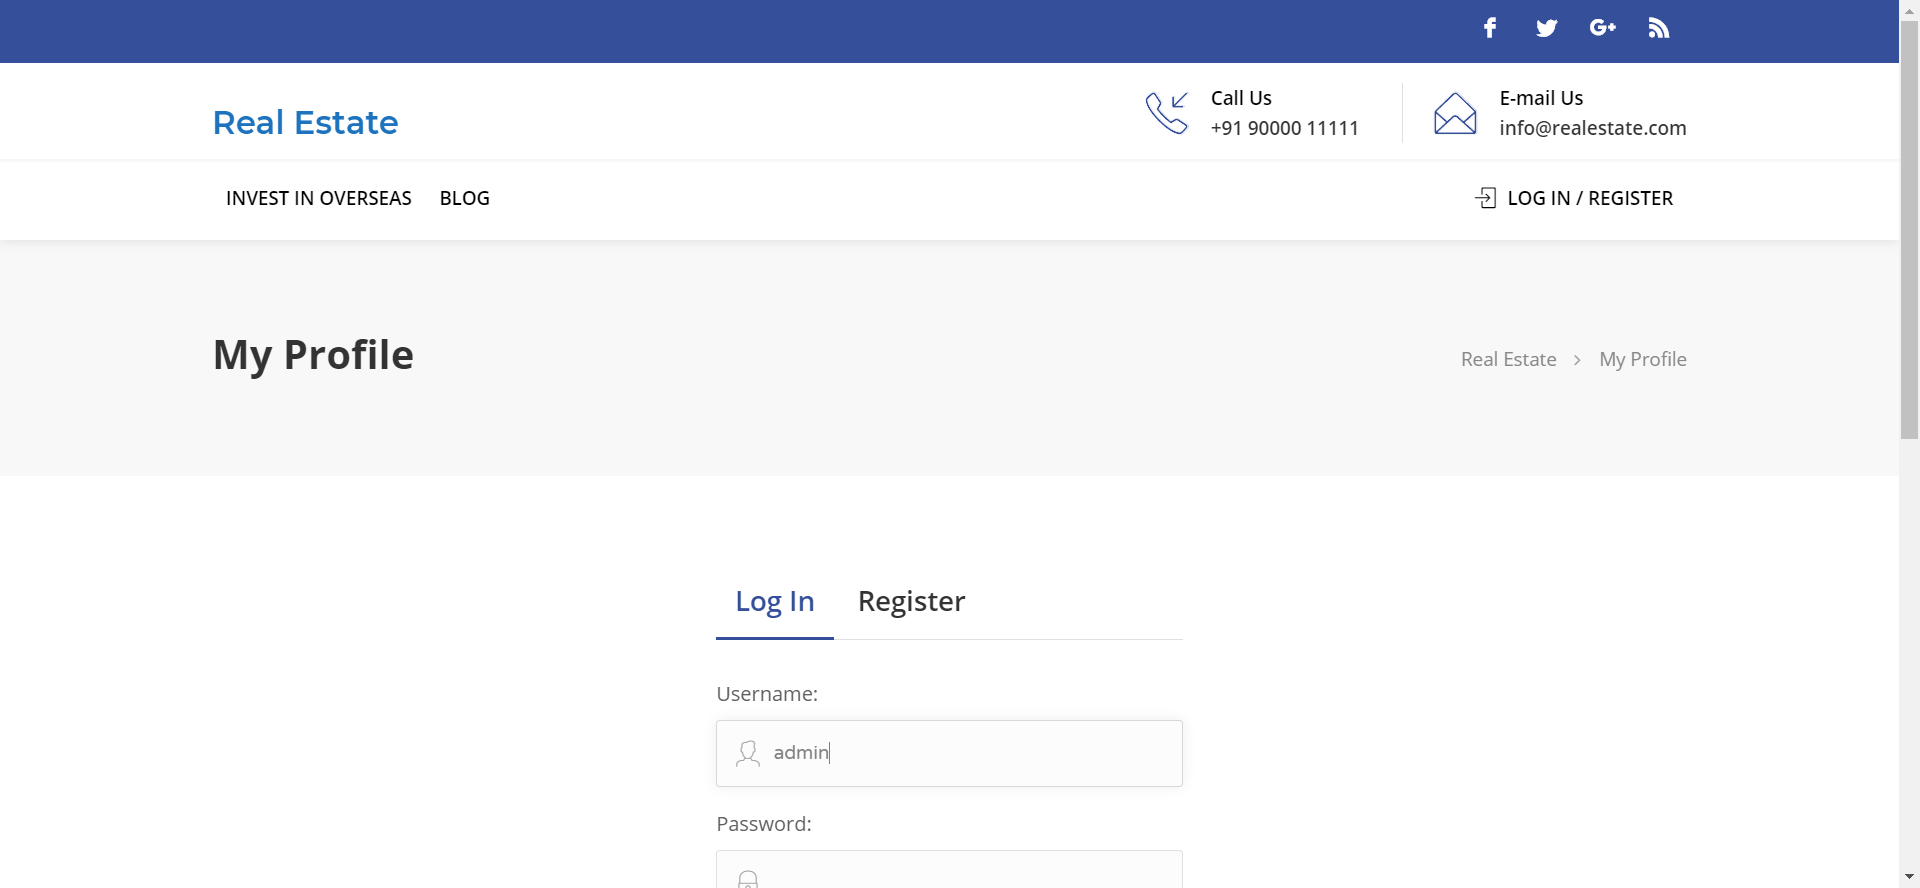 Real Estate
Call Us
+91 90000 11111
E-mail Us
info@realestate.com
INVEST IN OVERSEAS
BLOG
LOG IN / REGISTER
My Profile
Real Estate > My Profile
Log In
Register
Username:
admin
Password: